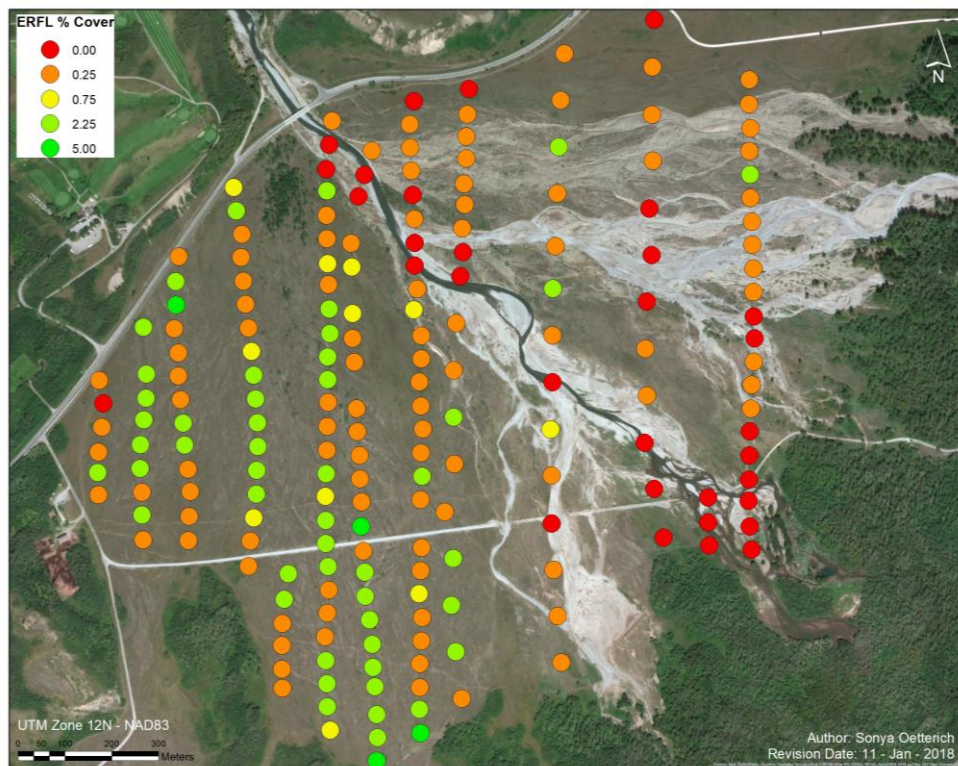 ERFL % Cover
0.00
0.25
0.75
2.25
5.00
N
UTM Zone 12N - NAD83
0 50 100 200 300
Meters
Author: Sonya Oetterich
Revision Date: 11 - Jan - 2018